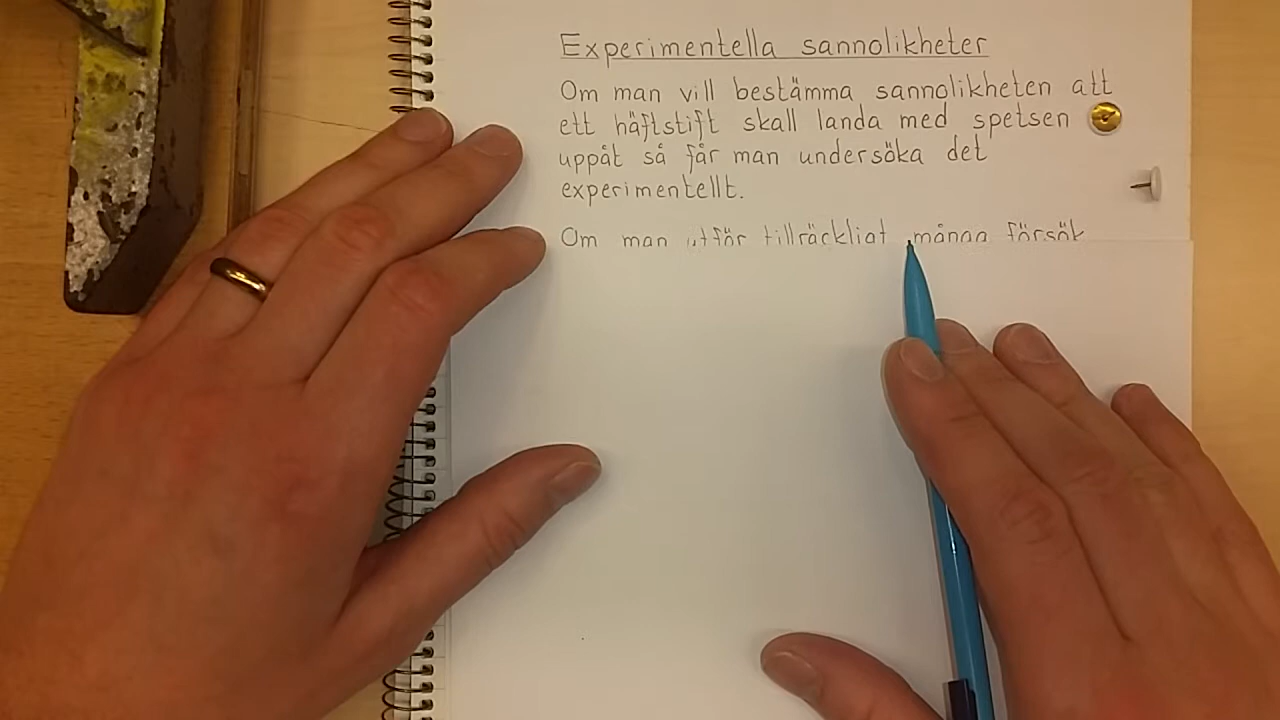 Experimentella sannolikheter
Om man vill bestämma sannolikheten att
ett häftstift skall landa med spetsen
uppåt så får man undersöka det
experimentellt.
Om man utför tillräckligt många försök